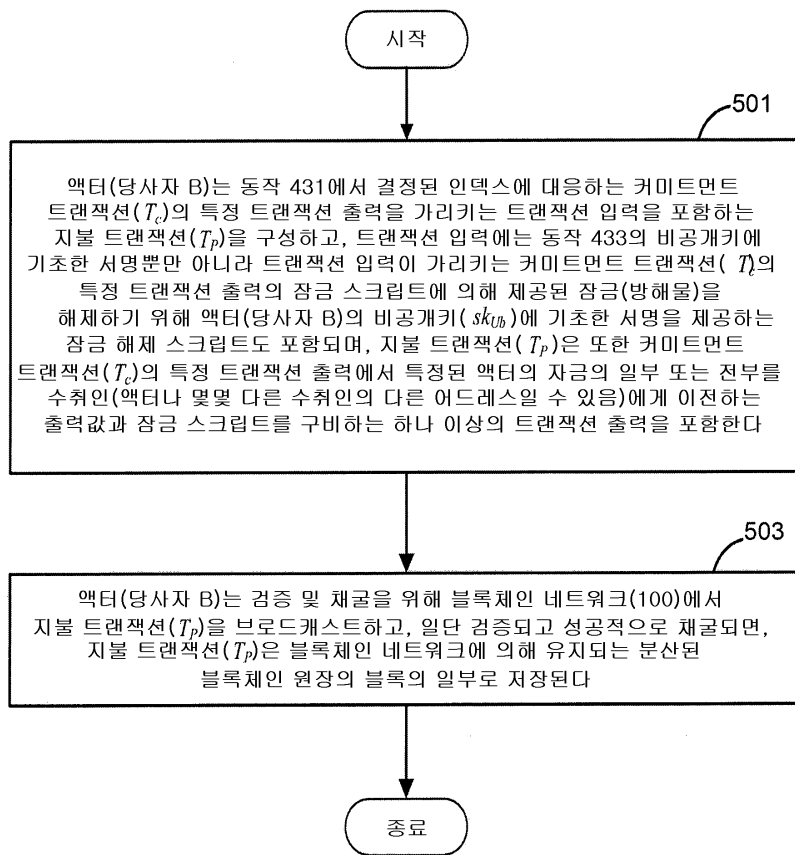 시작
501
액터(당사자 B)는 동작 431에서 결정된 인덱스에 대응하는 커미트먼트
트랜잭션(T_c)의 특정 트랜잭션 출력을 가리키는 트랜잭션 입력을 포함하는
지불 트랜잭션(T_P)을 구성하고, 트랜잭션 입력에는 동작 433의 비공개키에
기초한 서명뿐만 아니라 트랜잭션 입력이 가리키는 커미트먼트 트랜잭션( T_c)의
특정 트랜잭션 출력의 잠금 스크립트에 의해 제공된 잠금(방해물)을
해제하기 위해 액터(당사자 B)의 비공개키(sk_Ub)에 기초한 서명을 제공하는
잠금 해제 스크립트도 포함되며, 지불 트랜잭션(T_P)은 또한 커미트먼트
트랜잭션(T_c)의 특정 트랜잭션 출력에서 특정된 액터의 자금의 일부 또는 전부를
수취인(액터나 몇몇 다른 수취인의 다른 어드레스일 수 있음)에게 이전하는
출력값과 잠금 스크립트를 구비하는 하나 이상의 트랜잭션 출력을 포함한다
503
액터(당사자 B)는 검증 및 채굴을 위해 블록체인 네트워크(100)에서
지불 트랜잭션(T_P)을 브로드캐스트하고, 일단 검증되고 성공적으로 채굴되면,
지불 트랜잭션(T_P)은 블록체인 네트워크에 의해 유지되는 분산된
블록체인 원장의 블록의 일부로 저장된다
종료